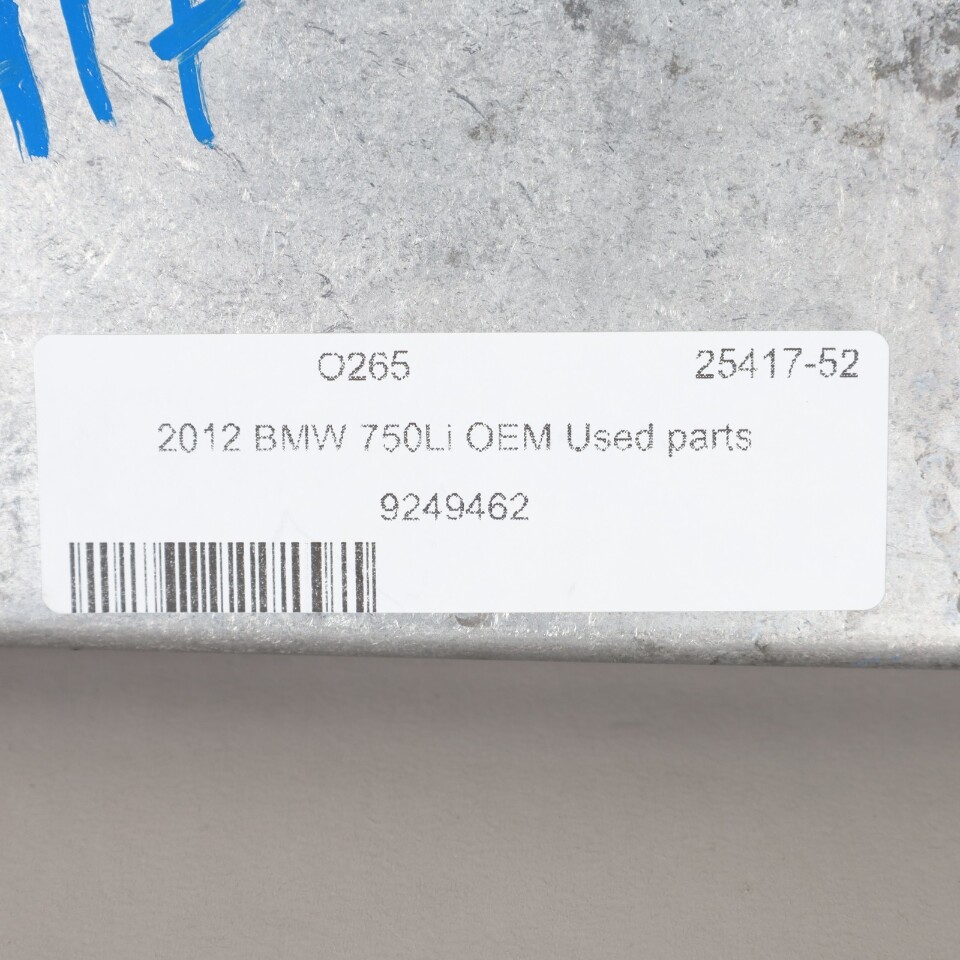 O265 25417-52
2012 BMW 750Li OEM Used parts
9249462